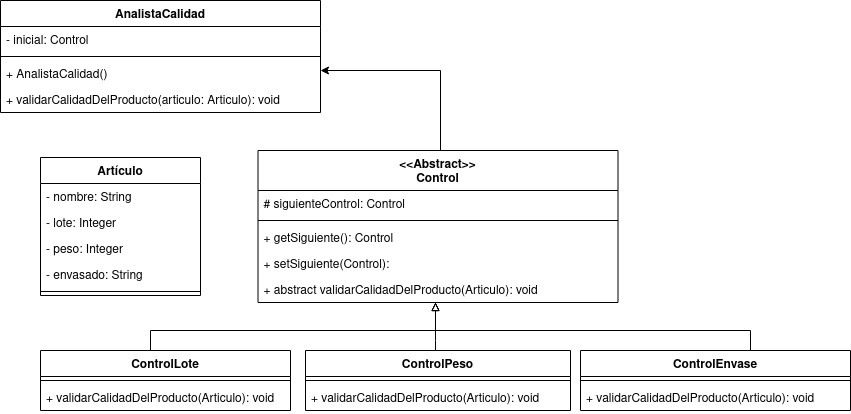 AnalistaCalidad
- inicial: Control
+ AnalistaCalidad()
+ validarCalidadDelProducto(articulo: Articulo): void
Artículo
- nombre: String
- lote: Integer
- peso: Integer
- envasado: String
<<Abstract>>
Control
# siguienteControl: Control
+ getSiguiente(): Control
+ setSiguiente(Control):
+ abstract validarCalidadDelProducto(Articulo): void
ControlLote
+ validarCalidadDelProducto(Articulo): void
ControlPeso
+ validarCalidadDelProducto(Articulo): void
ControlEnvase
+ validarCalidadDelProducto(Articulo): void